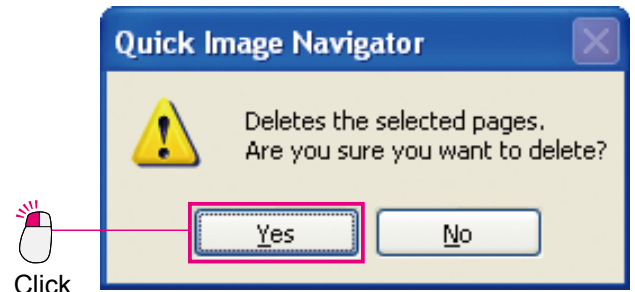 Quick Image Navigator
Deletes the selected pages.
Are you sure you want to delete?
Yes
No
Click